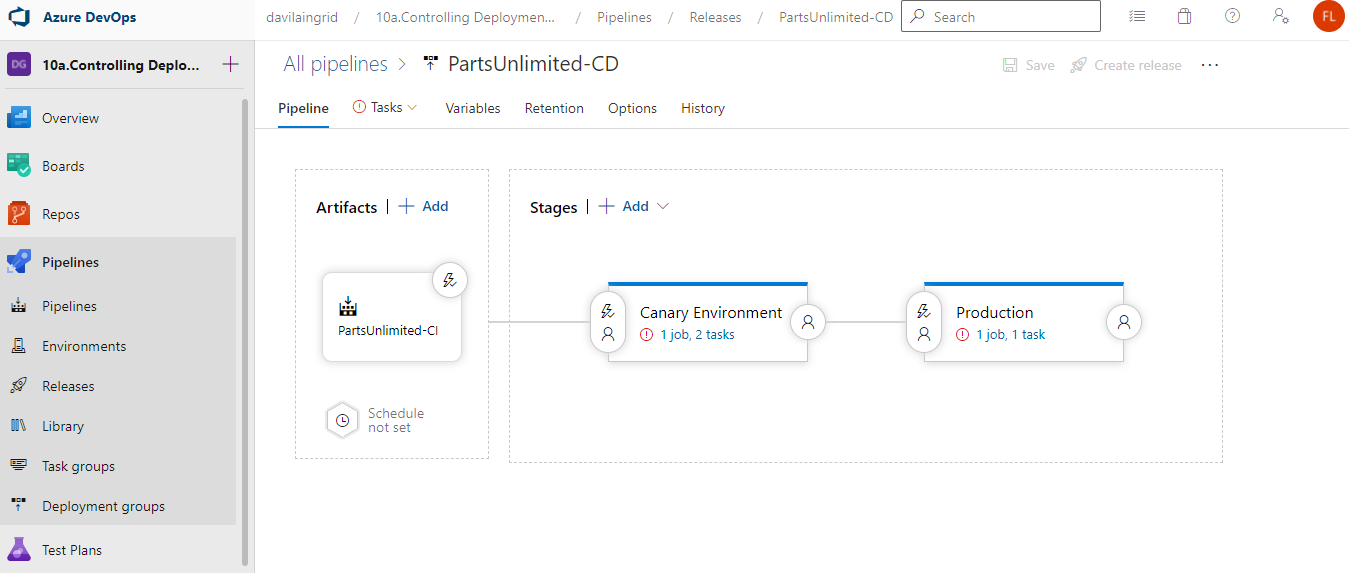 Azure DevOps
davilaingrid / 10a.Controlling Deploymen... / Pipelines / Releases / PartsUnlimited-CD
Search
FL
DG
10a.Controlling Deplo...
Overview
Boards
Repos
Pipelines
Pipelines
Environments
Releases
Library
Task groups
Deployment groups
Test Plans
All pipelines > PartsUnlimited-CD
Save
Create release
Pipeline
Tasks
Variables
Retention
Options
History
Artifacts | + Add
PartsUnlimited-CI
Schedule
not set
Stages | + Add
Canary Environment
1 job, 2 tasks
Production
1 job, 1 task